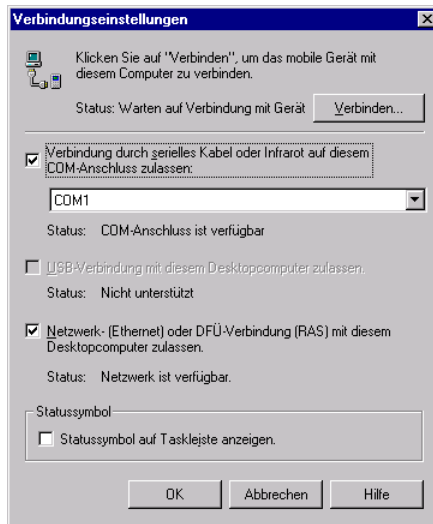 Verbindungseinstellungen
Klicken Sie auf "Verbinden", um das mobile Gerät mit
diesem Computer zu verbinden.
Status: Warten auf Verbindung mit Gerät
Verbinden...
Verbindung durch serielles Kabel oder Infrarot auf diesem
COM-Anschluss zulassen:
COM1
Status: COM-Anschluss ist verfügbar
USB-Verbindung mit diesem Desktopcomputer zulassen.
Status: Nicht unterstützt
Netzwerk- (Ethernet) oder DFÜ-Verbindung (RAS) mit diesem
Desktopcomputer zulassen.
Status: Netzwerk ist verfügbar.
Statussymbol
Statussymbol auf Taskleiste anzeigen.
OK
Abbrechen
Hilfe